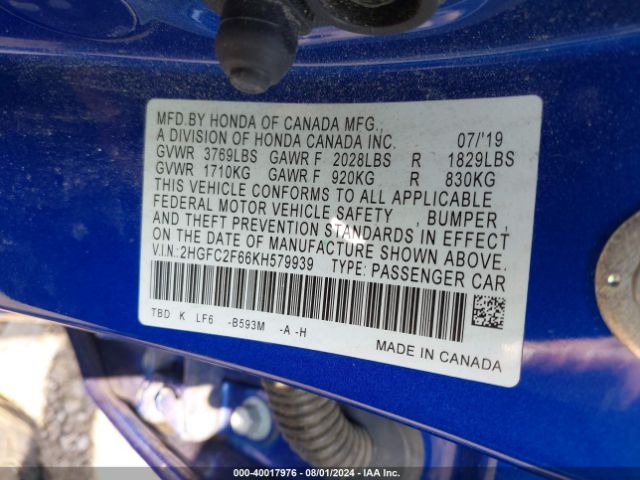 MFD.BY HONDA OF CANADA MFG.,
A DIVISION OF HONDA CANADA INC. 07/'19
GVWR 3769LBS GAWR F 2028LBS R 1829LBS
GVWR 1710KG GAWR F 920KG R 830KG
THIS VEHICLE CONFORMS TO ALL APPLICABLE
FEDERAL MOTOR VEHICLE SAFETY , BUMPER,
AND THEFT PREVENTION STANDARDS IN EFFECT
ON THE DATE OF MANUFACTURE SHOWN ABOVE.
V.I.N.:2HGFC2F66KH579939 TYPE: PASSENGER CAR
TBD K LF6 -B593M -A -H
MADE IN CANADA
000-40017976 - 08/01/2024 - IAA Inc.